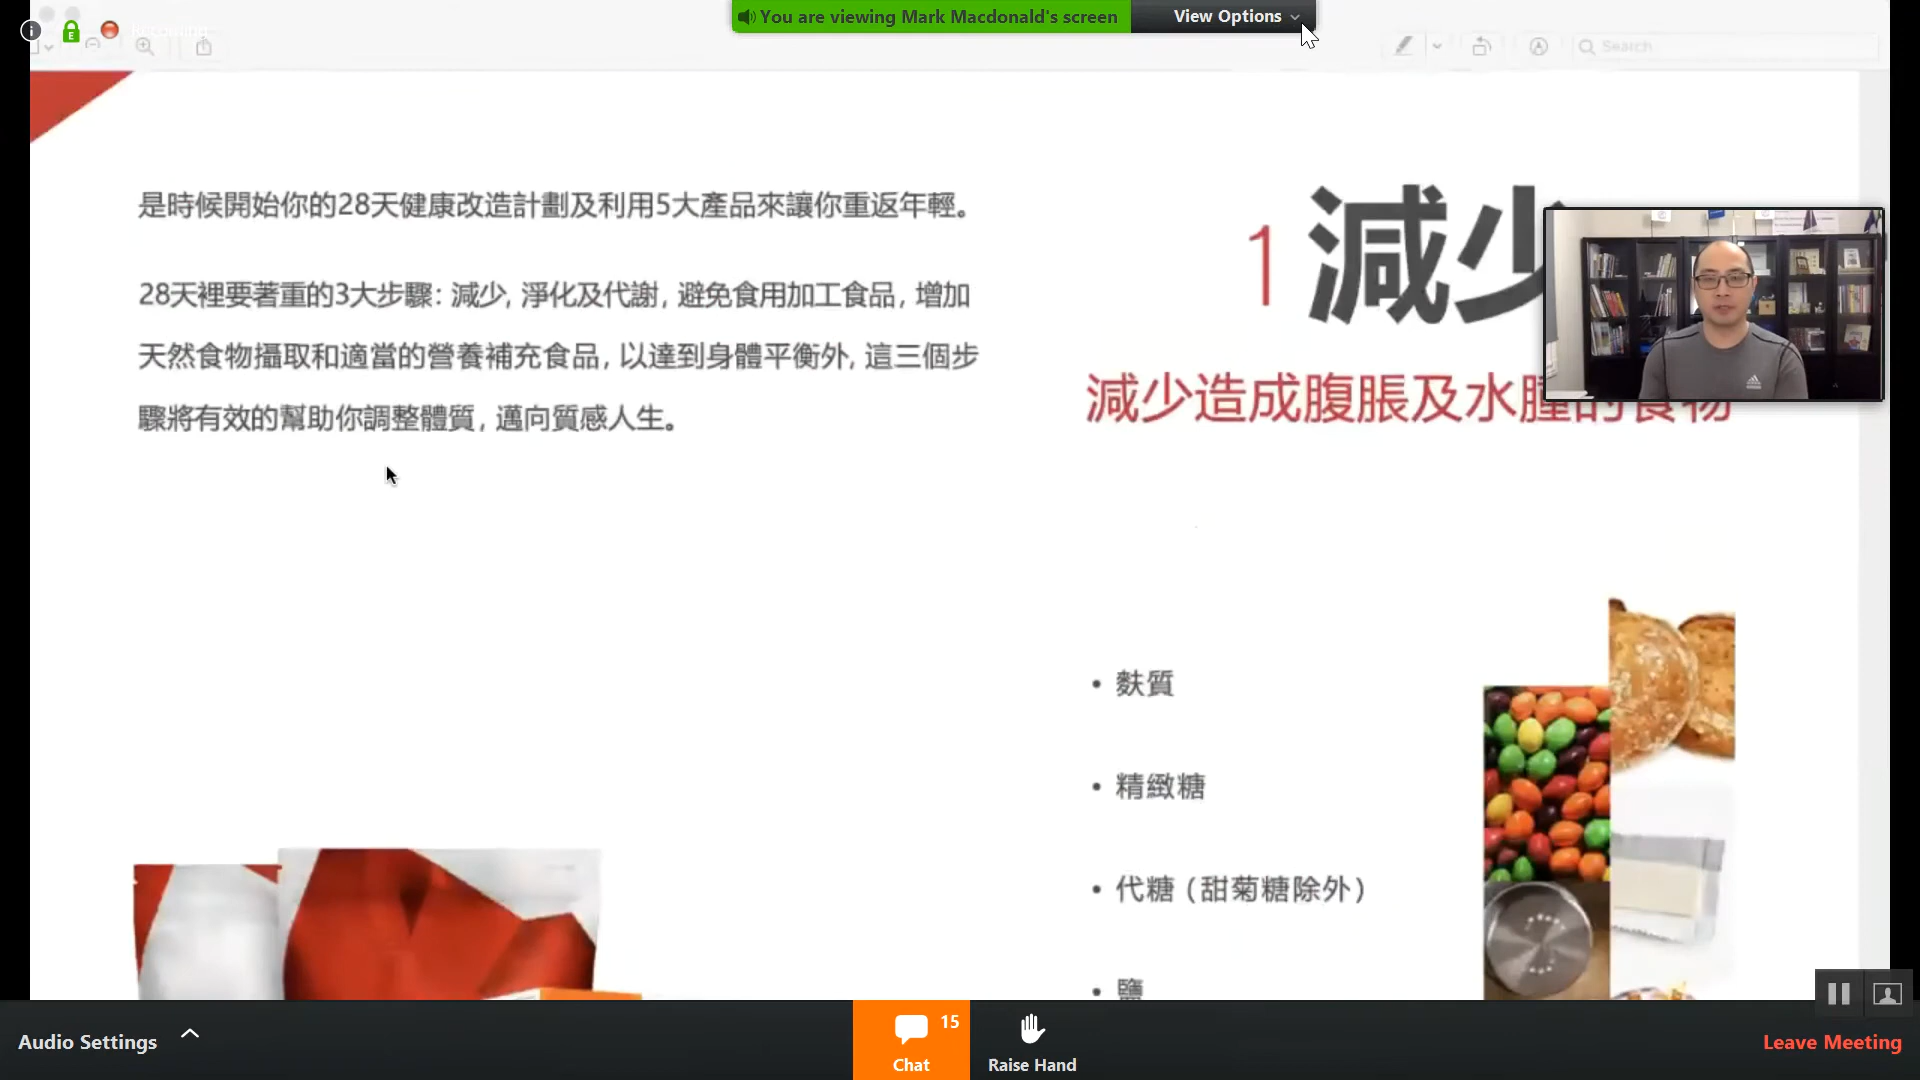 You are viewing Mark Macdonald's screen
View Options
Recording
Search
是時候開始你的28天健康改造計劃及利用5大產品來讓你重返年輕。
28天裡要著重的3大步驟：減少, 淨化及代謝, 避免食用加工食品, 增加
天然食物攝取和適當的營養補充食品, 以達到身體平衡外, 這三個步
驟將有效的幫助你調整體質, 邁向質感人生。
1 減少
減少造成腹脹及水腫的食物
• 麩質
• 精緻糖
• 代糖 (甜菊糖除外)
• 鹽
Audio Settings
15
Chat
Raise Hand
Leave Meeting